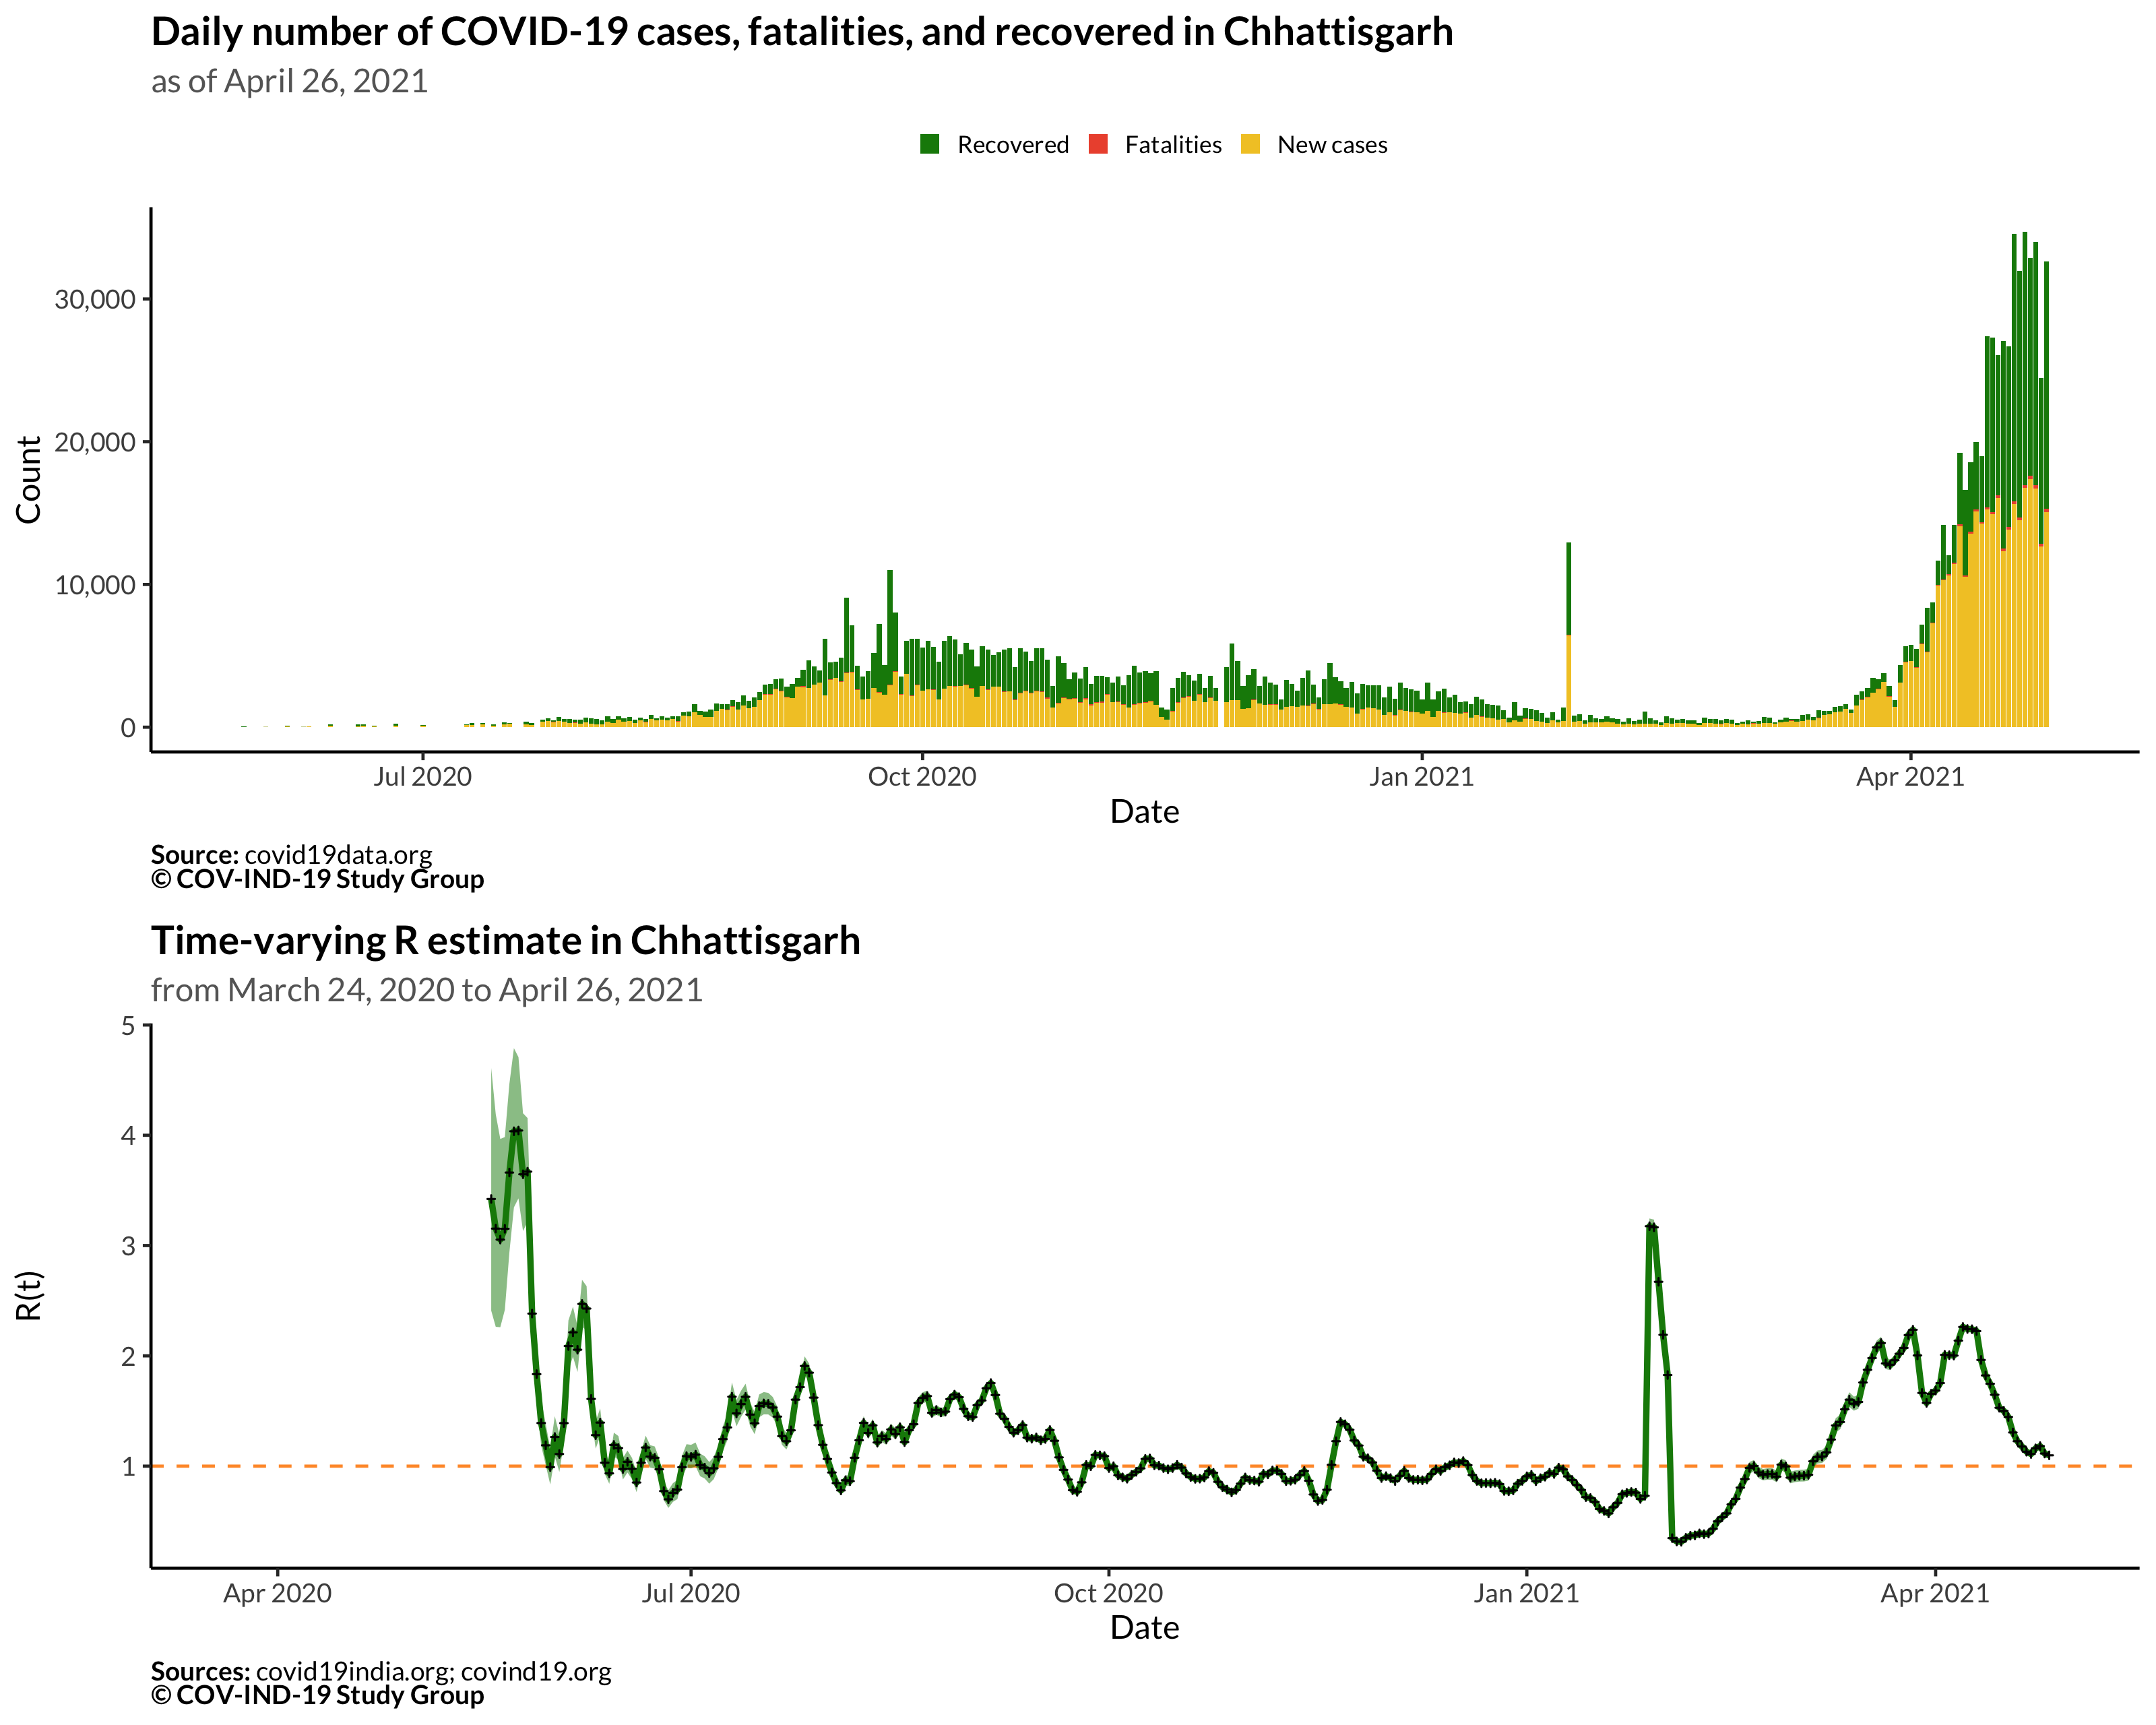 Daily number of COVID-19 cases, fatalities, and recovered in Chhattisgarh
as of April 26, 2021
Recovered Fatalities New cases
30,000
20,000
10,000
0
Count
Jul 2020 Oct 2020 Jan 2021 Apr 2021
Date
Source: covid19data.org
© COV-IND-19 Study Group
Time-varying R estimate in Chhattisgarh
from March 24, 2020 to April 26, 2021
5
4
3
2
1
R(t)
Apr 2020 Jul 2020 Oct 2020 Jan 2021 Apr 2021
Date
Sources: covid19india.org; covind19.org
© COV-IND-19 Study Group